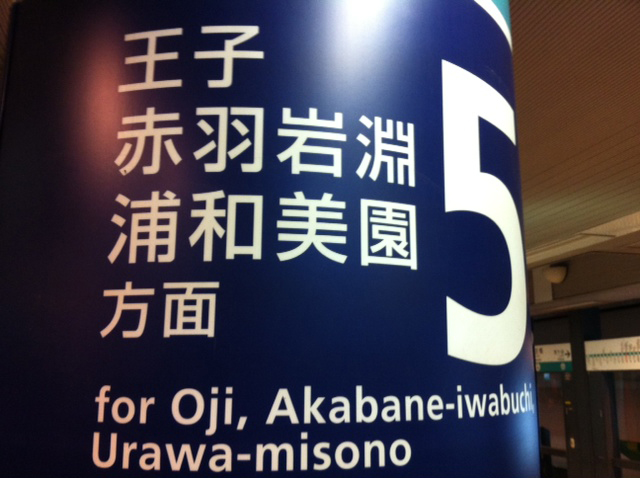 王子
赤羽岩淵
浦和美園
方面
5
for Oji, Akabane-iwabuchi,
Urawa-misono